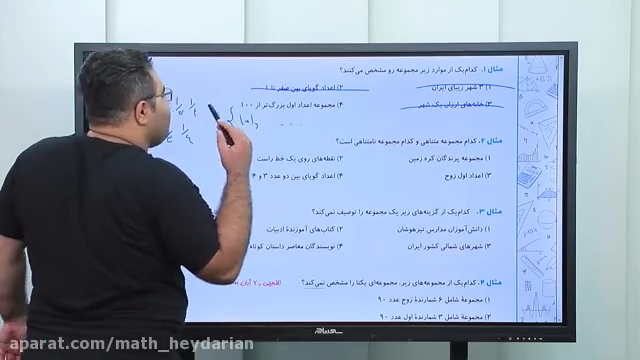 مثال ۱. کدام‌یک از موارد زیر مجموعه رو مشخص می‌کنند؟
۱) ۳ شهر زیبای ایران
۲) اعداد گویای بین صفر تا ۱
۳) خانه‌های ارزان یک شهر
۴) مجموعه اعداد اول بزرگ‌تر از ۱۰۰
{ 101, .....
مثال ۲. کدام مجموعه متناهی و کدام مجموعه نامتناهی است؟
۱) مجموعه پرندگان کره زمین
۲) نقطه‌های روی یک خط راست
۳) اعداد اول زوج
۴) اعداد گویای بین دو عدد ۳ و ۴
مثال ۳. کدام‌یک از گزینه‌های زیر یک مجموعه را توصیف نمی‌کند؟
۱) دانش‌آموزان مدارس تیزهوشان
۲) کتاب‌های آموزندهٔ ادبیات
۳) شهرهای شمالی کشور ایران
۴) نویسندگان معاصر داستان کوتاه
مثال ۴. کدام‌یک از مجموعه‌های زیر، مجموعه‌ای یکتا را مشخص نمی‌کند؟
۱) مجموعهٔ شامل ۶ شمارندهٔ زوج عدد ۹۰
۲) مجموعهٔ شامل ۳ شمارندهٔ اول عدد ۹۰
aparat.com/math_heydarian